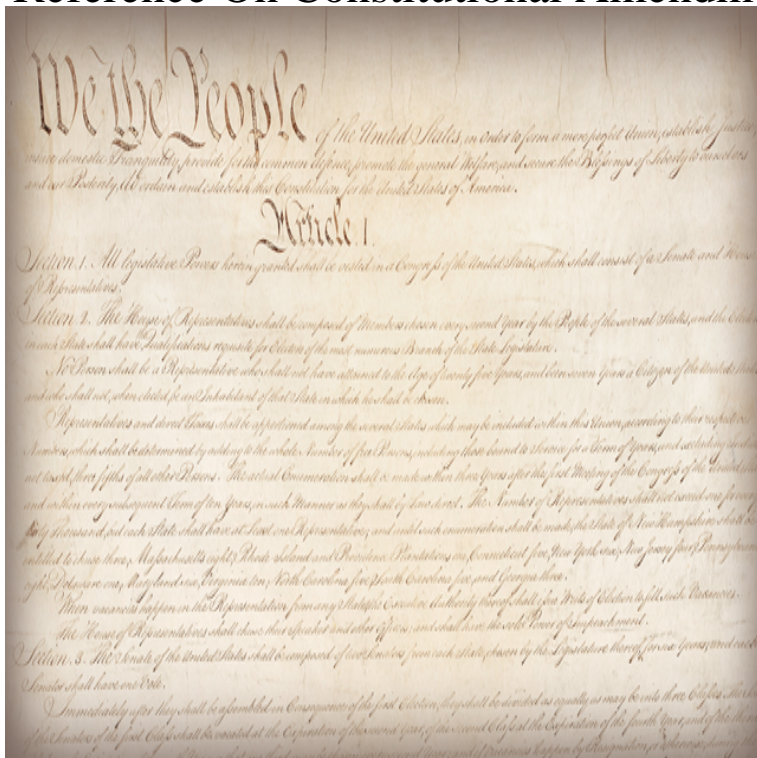 Reference On Constitutional Amendm
We the People of the United States, in Order to form a more perfect Union, establish Justice,
insure domestic Tranquility, provide for the common defence, promote the general Welfare, and secure the Blessings of Liberty to ourselves
and our Posterity, do ordain and establish this Constitution for the United States of America.
Article. I.
Section. 1. All legislative Powers herein granted shall be vested in a Congress of the United States, which shall consist of a Senate and House
of Representatives.
Section. 2. The House of Representatives shall be composed of Members chosen every second Year by the People of the several States, and the
in each State shall have the Qualifications requisite for Electors of the most numerous Branch of the State Legislature.
No Person shall be a Representative who shall not have attained to the Age of twenty five Years, and been seven Years a Citizen of the United
and who shall not, when elected, be an Inhabitant of that State in which he shall be chosen.
Representatives and direct Taxes shall be apportioned among the several States which may be included within this Union, according to their respective
Numbers, which shall be determined by adding to the whole Number of free Persons, including those bound to Service for a Term of Years, and excluding
not taxed, three fifths of all other Persons. The actual Enumeration shall be made within three Years after the first Meeting of the Congress of the United
and within every subsequent Term of ten Years, in such Manner as they shall by Law direct. The Number of Representatives shall not exceed one for every
thirty Thousand, but each State shall have at Least one Representative; and until such enumeration shall be made, the State of New Hampshire shall be
entitled to chuse three, Massachusetts eight, Rhode-Island and Providence Plantations one, Connecticut five, New-York six, New Jersey four,
eight, Delaware one, Maryland six, Virginia ten, North Carolina five, South Carolina five, and Georgia three.
When vacancies happen in the Representation from any State, the Executive Authority thereof shall issue Writs of Election to fill such Vacancies.
The House of Representatives shall chuse their Speaker and other Officers; and shall have the sole Power of Impeachment.
Section. 3. The Senate of the United States shall be composed of two Senators from each State, chosen by the Legislature thereof, for six Years; and each
Senator shall have one Vote.
Immediately after they shall be assembled in Consequence of the first Election, they shall be divided as equally as may be into three Classes. The
of the Senators of the first Class shall be vacated at the Expiration of the second Year, of the second Class at the Expiration of the fourth Year, and of the